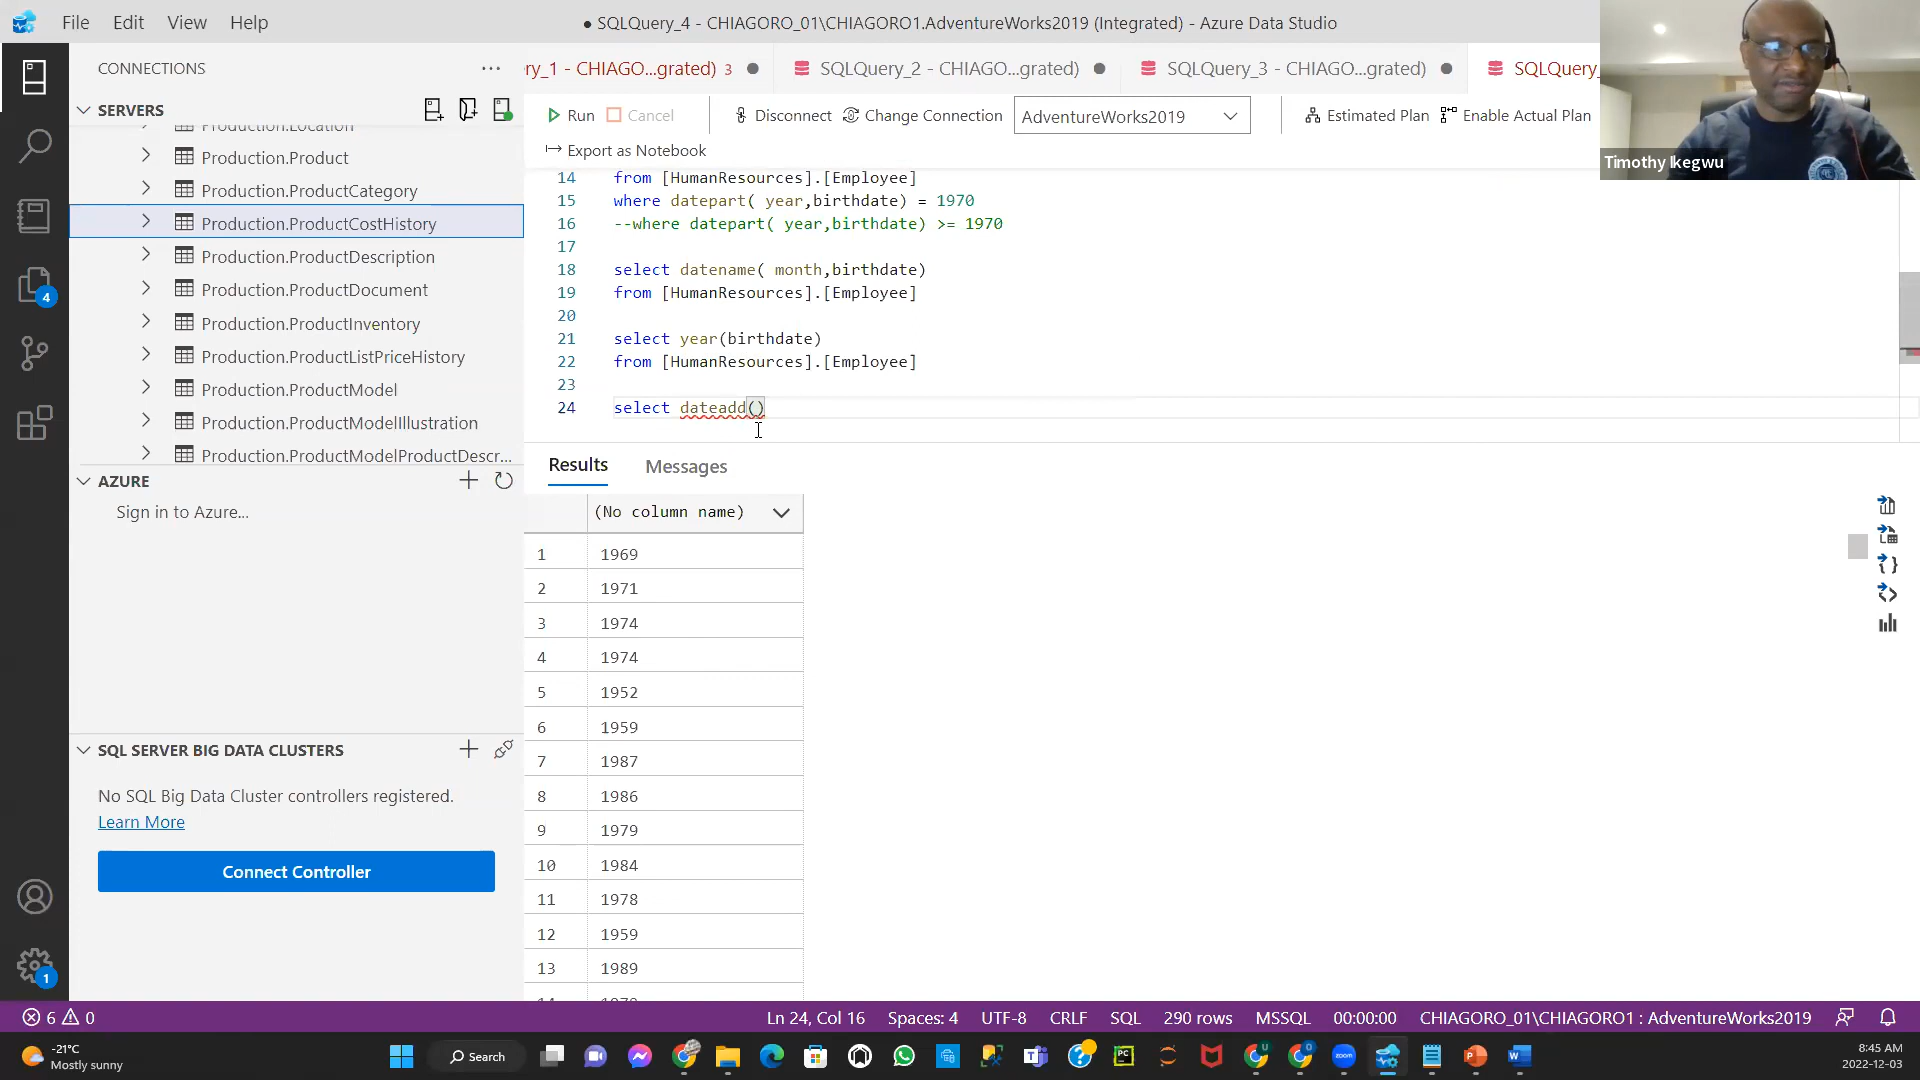 File Edit View Help
● SQLQuery_4 - CHIAGORO_01\CHIAGORO1.AdventureWorks2019 (Integrated) - Azure Data Studio
CONNECTIONS
ry_1 - CHIAGO...grated) 3
SQLQuery_2 - CHIAGO...grated)
SQLQuery_3 - CHIAGO...grated)
SQLQuery_
SERVERS
Run Cancel Disconnect Change Connection AdventureWorks2019 Estimated Plan Enable Actual Plan
Export as Notebook
Timothy Ikegwu
Production.Location
Production.Product
Production.ProductCategory
Production.ProductCostHistory
Production.ProductDescription
Production.ProductDocument
Production.ProductInventory
Production.ProductListPriceHistory
Production.ProductModel
Production.ProductModelIllustration
Production.ProductModelProductDescr...
14 from [HumanResources].[Employee]
15 where datepart( year,birthdate) = 1970
16 --where datepart( year,birthdate) >= 1970
17
18 select datename( month,birthdate)
19 from [HumanResources].[Employee]
20
21 select year(birthdate)
22 from [HumanResources].[Employee]
23
24 select dateadd()
4
AZURE
Sign in to Azure...
SQL SERVER BIG DATA CLUSTERS
No SQL Big Data Cluster controllers registered.
Learn More
Connect Controller
1
Results Messages
(No column name)
1 1969
2 1971
3 1974
4 1974
5 1952
6 1959
7 1987
8 1986
9 1979
10 1984
11 1978
12 1959
13 1989
6 0
Ln 24, Col 16 Spaces: 4 UTF-8 CRLF SQL 290 rows MSSQL 00:00:00 CHIAGORO_01\CHIAGORO1 : AdventureWorks2019
-21°C
Mostly sunny
Search
8:45 AM
2022-12-03